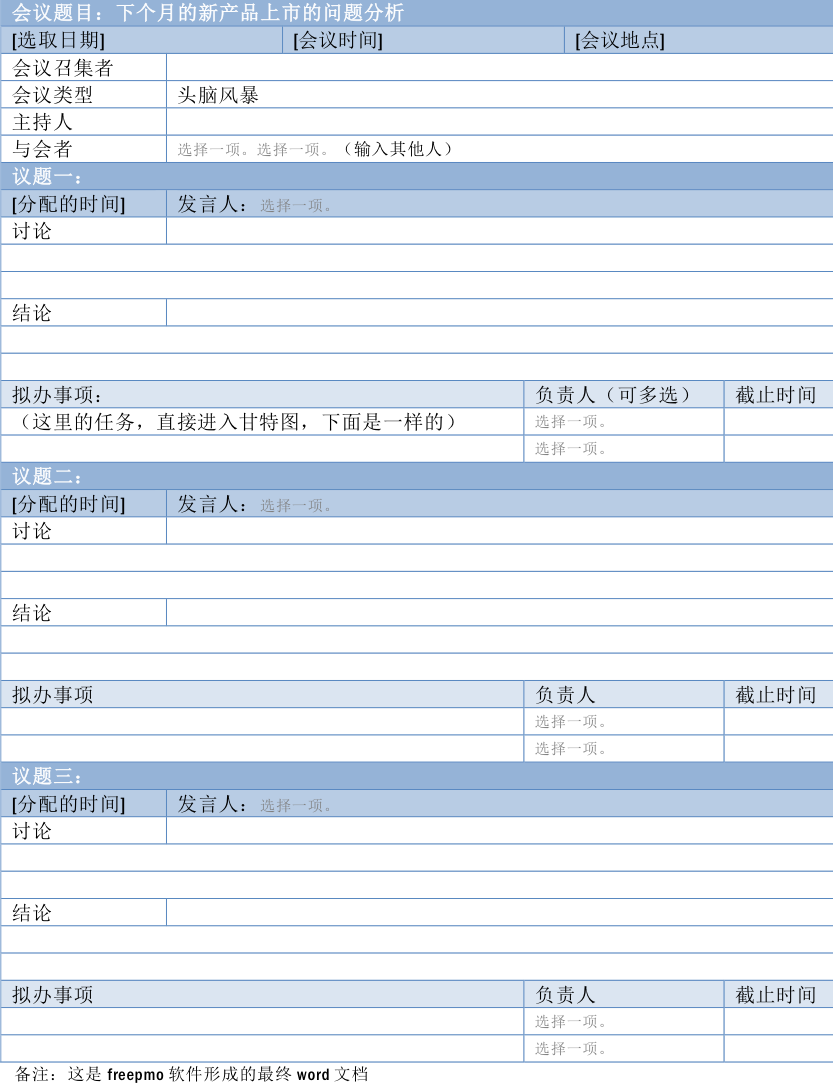 会议题目：下个月的新产品上市的问题分析
[选取日期] [会议时间] [会议地点]
会议召集者
会议类型 头脑风暴
主持人
与会者 选择一项。选择一项。（输入其他人）
议题一：
[分配的时间] 发言人：选择一项。
讨论
结论
拟办事项： 负责人（可多选） 截止时间
（这里的任务，直接进入甘特图，下面是一样的） 选择一项。
选择一项。
议题二：
[分配的时间] 发言人：选择一项。
讨论
结论
拟办事项 负责人 截止时间
选择一项。
选择一项。
议题三：
[分配的时间] 发言人：选择一项。
讨论
结论
拟办事项 负责人 截止时间
选择一项。
选择一项。
备注：这是 freepmo 软件形成的最终 word 文档